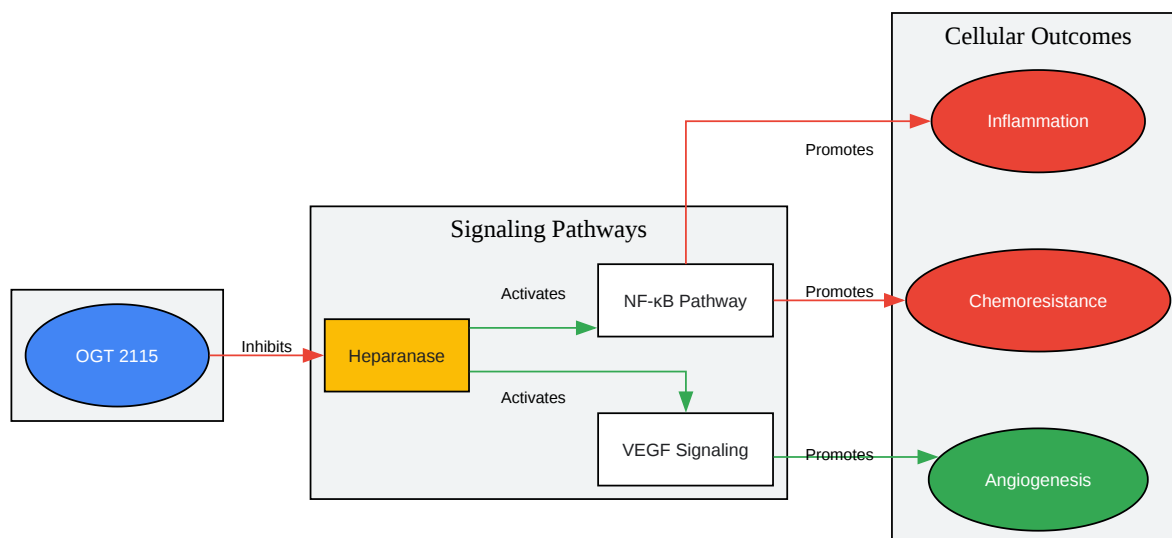 Cellular Outcomes
Inflammation
Promotes
Signaling Pathways
Activates
NF-κB Pathway
Promotes
Chemoresistance
OGT 2115
Inhibits
Heparanase
Activates
VEGF Signaling
Promotes
Angiogenesis